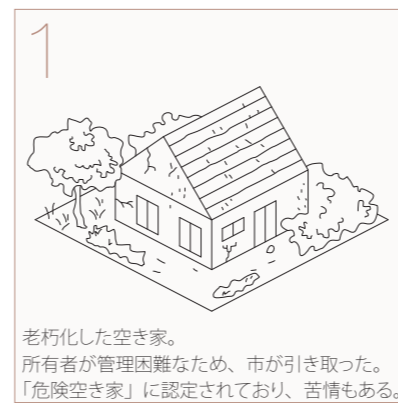 1
老朽化した空き家。
所有者が管理困難なため、市が引き取った。
「危険空き家」に認定されており、苦情もある。